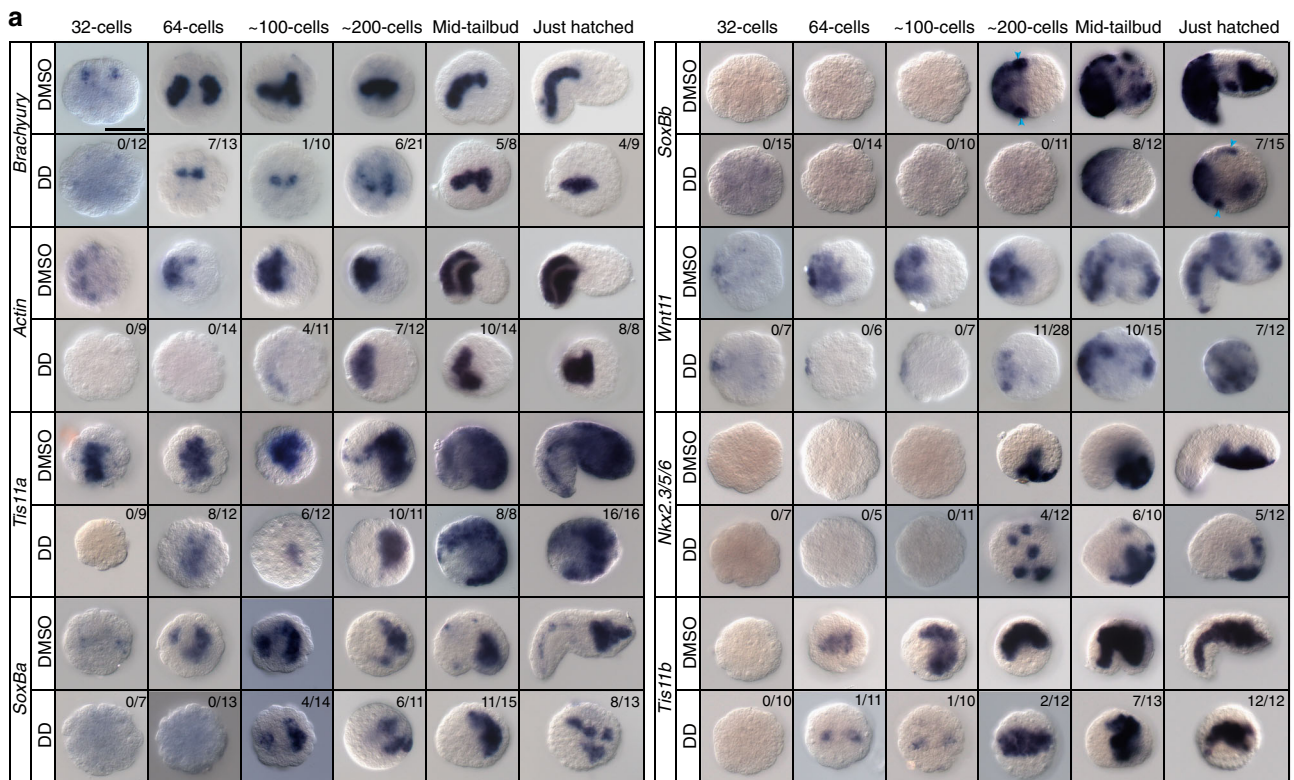 a
32-cells 64-cells ~100-cells ~200-cells Mid-tailbud Just hatched
Brachyury
DMSO
DD 0/12 7/13 1/10 6/21 5/8 4/9
Actin
DMSO
DD 0/9 0/14 4/11 7/12 10/14 8/8
Tis11a
DMSO
DD 0/9 8/12 6/12 10/11 8/8 16/16
SoxBa
DMSO
DD 0/7 0/13 4/14 6/11 11/15 8/13
32-cells 64-cells ~100-cells ~200-cells Mid-tailbud Just hatched
SoxBb
DMSO
DD 0/15 0/14 0/10 0/11 8/12 7/15
Wnt11
DMSO
DD 0/7 0/6 0/7 11/28 10/15 7/12
Nkx2.3/5/6
DMSO
DD 0/7 0/5 0/11 4/12 6/10 5/12
Tis11b
DMSO
DD 0/10 1/11 1/10 2/12 7/13 12/12